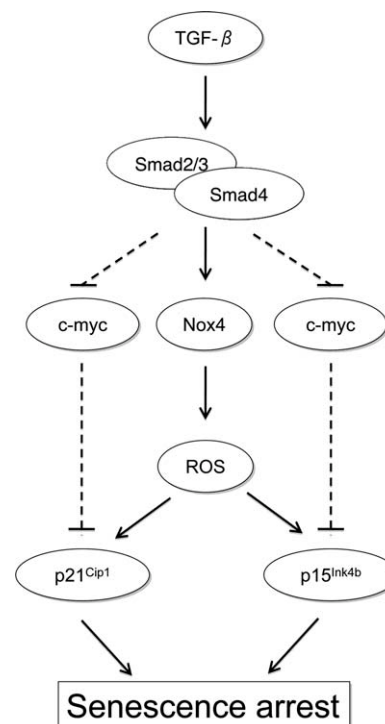 TGF-β
Smad2/3
Smad4
c-myc
Nox4
c-myc
ROS
p21Cip1
p15Ink4b
Senescence arrest